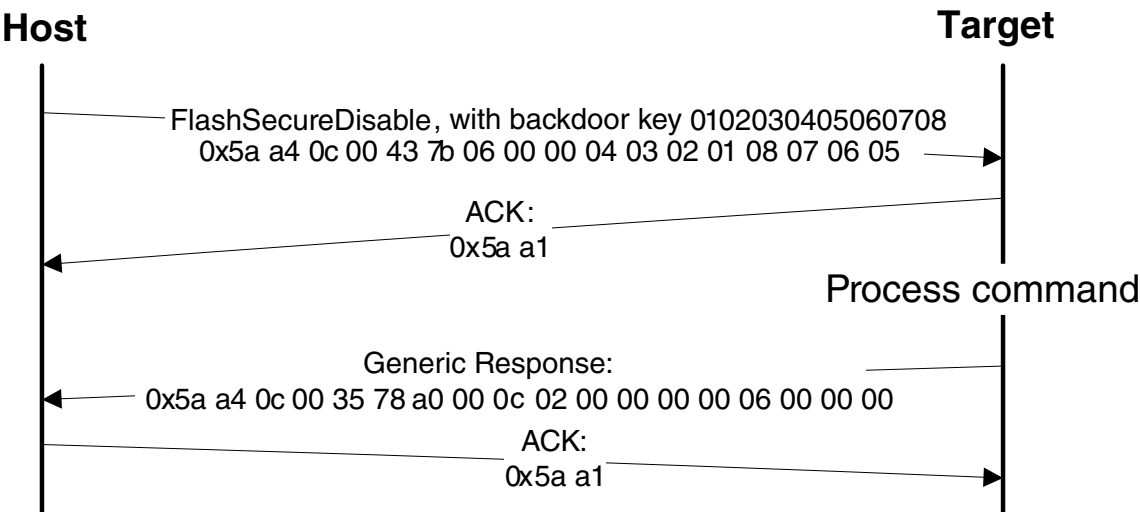 Host
Target
FlashSecureDisable, with backdoor key 0102030405060708
0x5a a4 0c 00 43 7b 06 00 00 04 03 02 01 08 07 06 05
ACK:
0x5a a1
Process command
Generic Response:
0x5a a4 0c 00 35 78 a0 00 0c 02 00 00 00 00 06 00 00 00
ACK:
0x5a a1